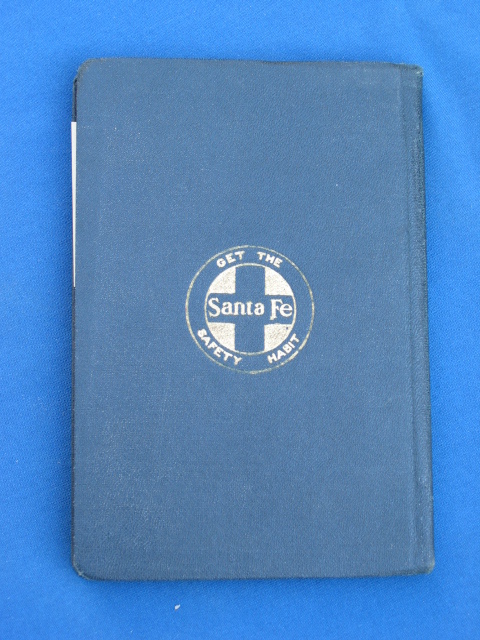 GET THE
Santa Fe
SAFETY HABIT